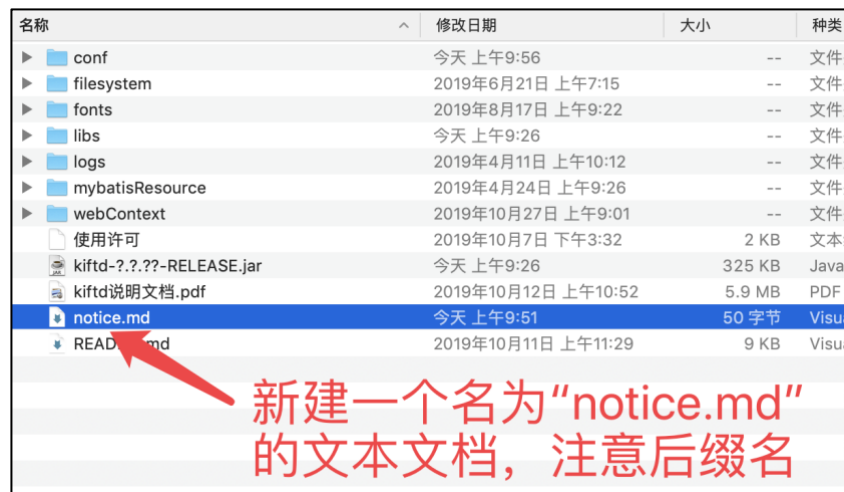 名称 修改日期 大小 种类
conf 今天 上午9:56 -- 文件
filesystem 2019年6月21日 上午7:15 -- 文件
fonts 2019年8月17日 上午9:22 -- 文件
libs 今天 上午9:26 -- 文件
logs 2019年4月11日 上午10:12 -- 文件
mybatisResource 2019年4月24日 上午9:26 -- 文件
webContext 2019年10月27日 上午9:01 -- 文件
使用许可 2019年10月7日 下午3:32 2 KB 文本
kiftd-?.?.??-RELEASE.jar 今天 上午9:26 325 KB Java
kiftd说明文档.pdf 2019年10月12日 上午10:52 5.9 MB PDF
notice.md 今天 上午9:51 50 字节 Visu
READ md 2019年10月11日 上午11:29 9 KB Visu
新建一个名为“notice.md”
的文本文档，注意后缀名